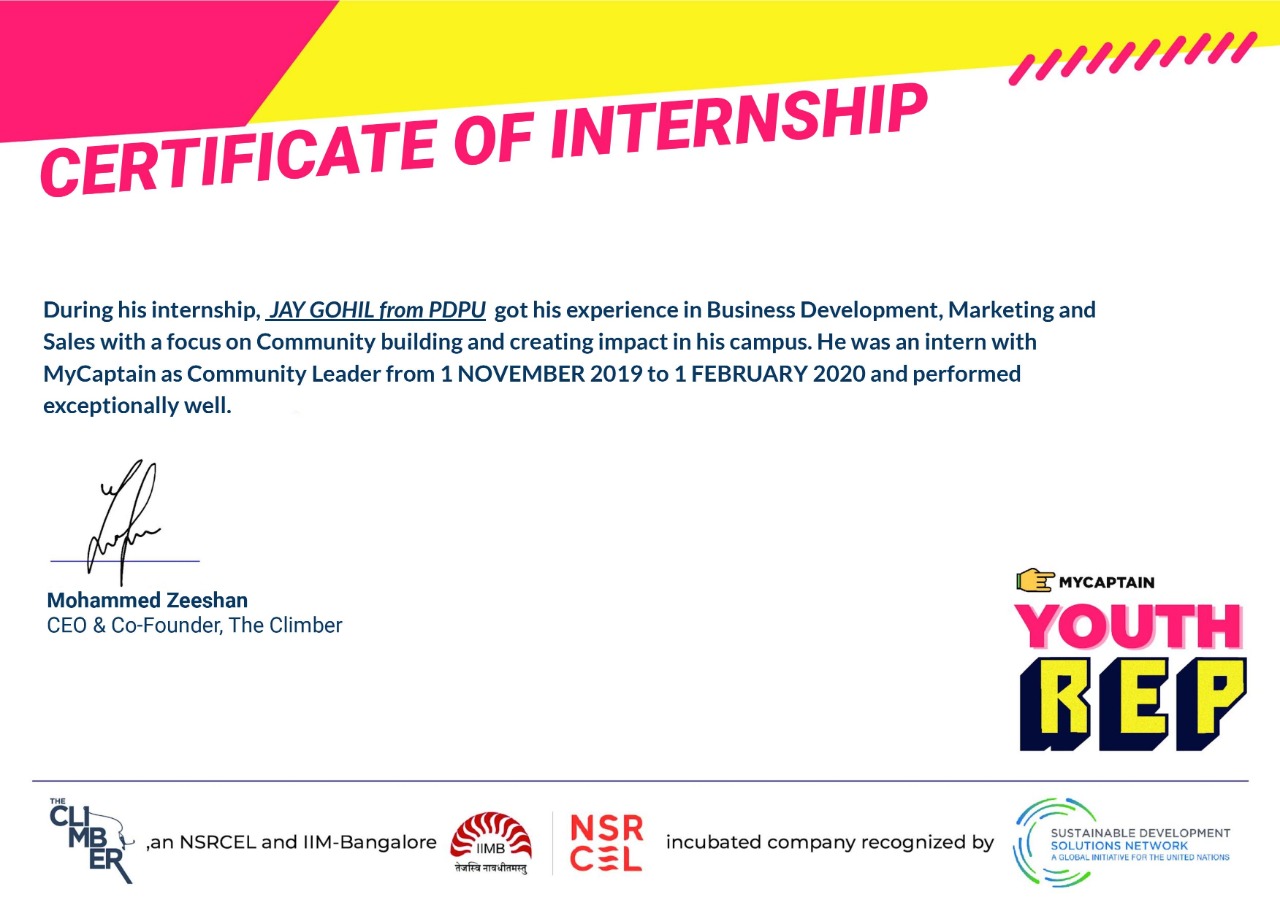 CERTIFICATE OF INTERNSHIP
During his internship, JAY GOHIL from PDPU got his experience in Business Development, Marketing and
Sales with a focus on Community building and creating impact in his campus. He was an intern with
MyCaptain as Community Leader from 1 NOVEMBER 2019 to 1 FEBRUARY 2020 and performed
exceptionally well.
Mohammed Zeeshan
CEO & Co-Founder, The Climber
MYCAPTAIN
YOUTH
REP
THE
CLI
MB
ER
,an NSRCEL and IIM-Bangalore
IIMB
तेजस्वि नावधीतमस्तु
NSR
CEL
incubated company recognized by
SUSTAINABLE DEVELOPMENT
SOLUTIONS NETWORK
A GLOBAL INITIATIVE FOR THE UNITED NATIONS